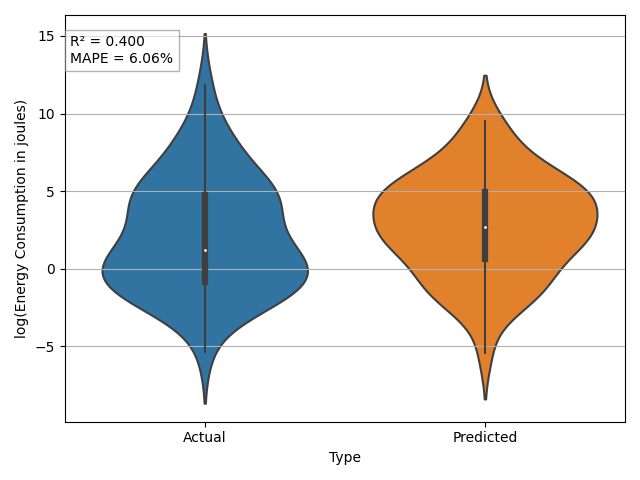 15
R² = 0.400
MAPE = 6.06%
10
5
0
−5
log(Energy Consumption in joules)
Actual
Predicted
Type